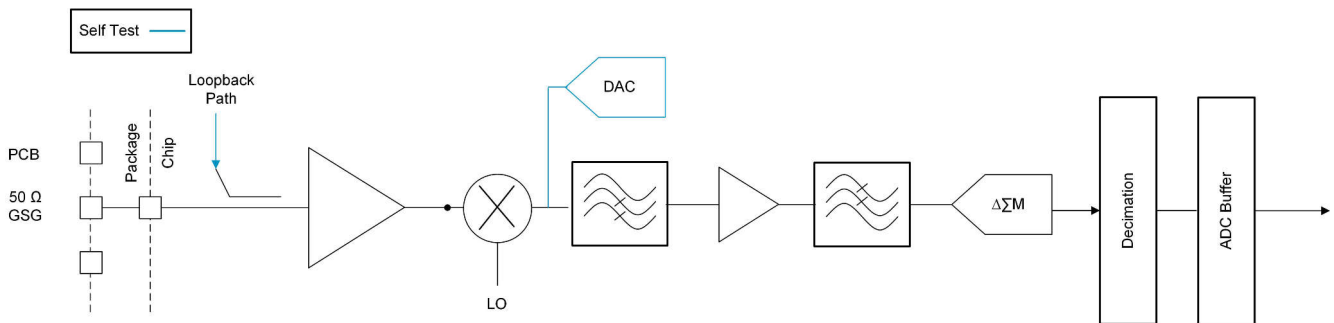 Self Test
Loopback
Path
DAC
PCB
Package
Chip
50 Ω
GSG
LO
ΔΣM
Decimation
ADC Buffer